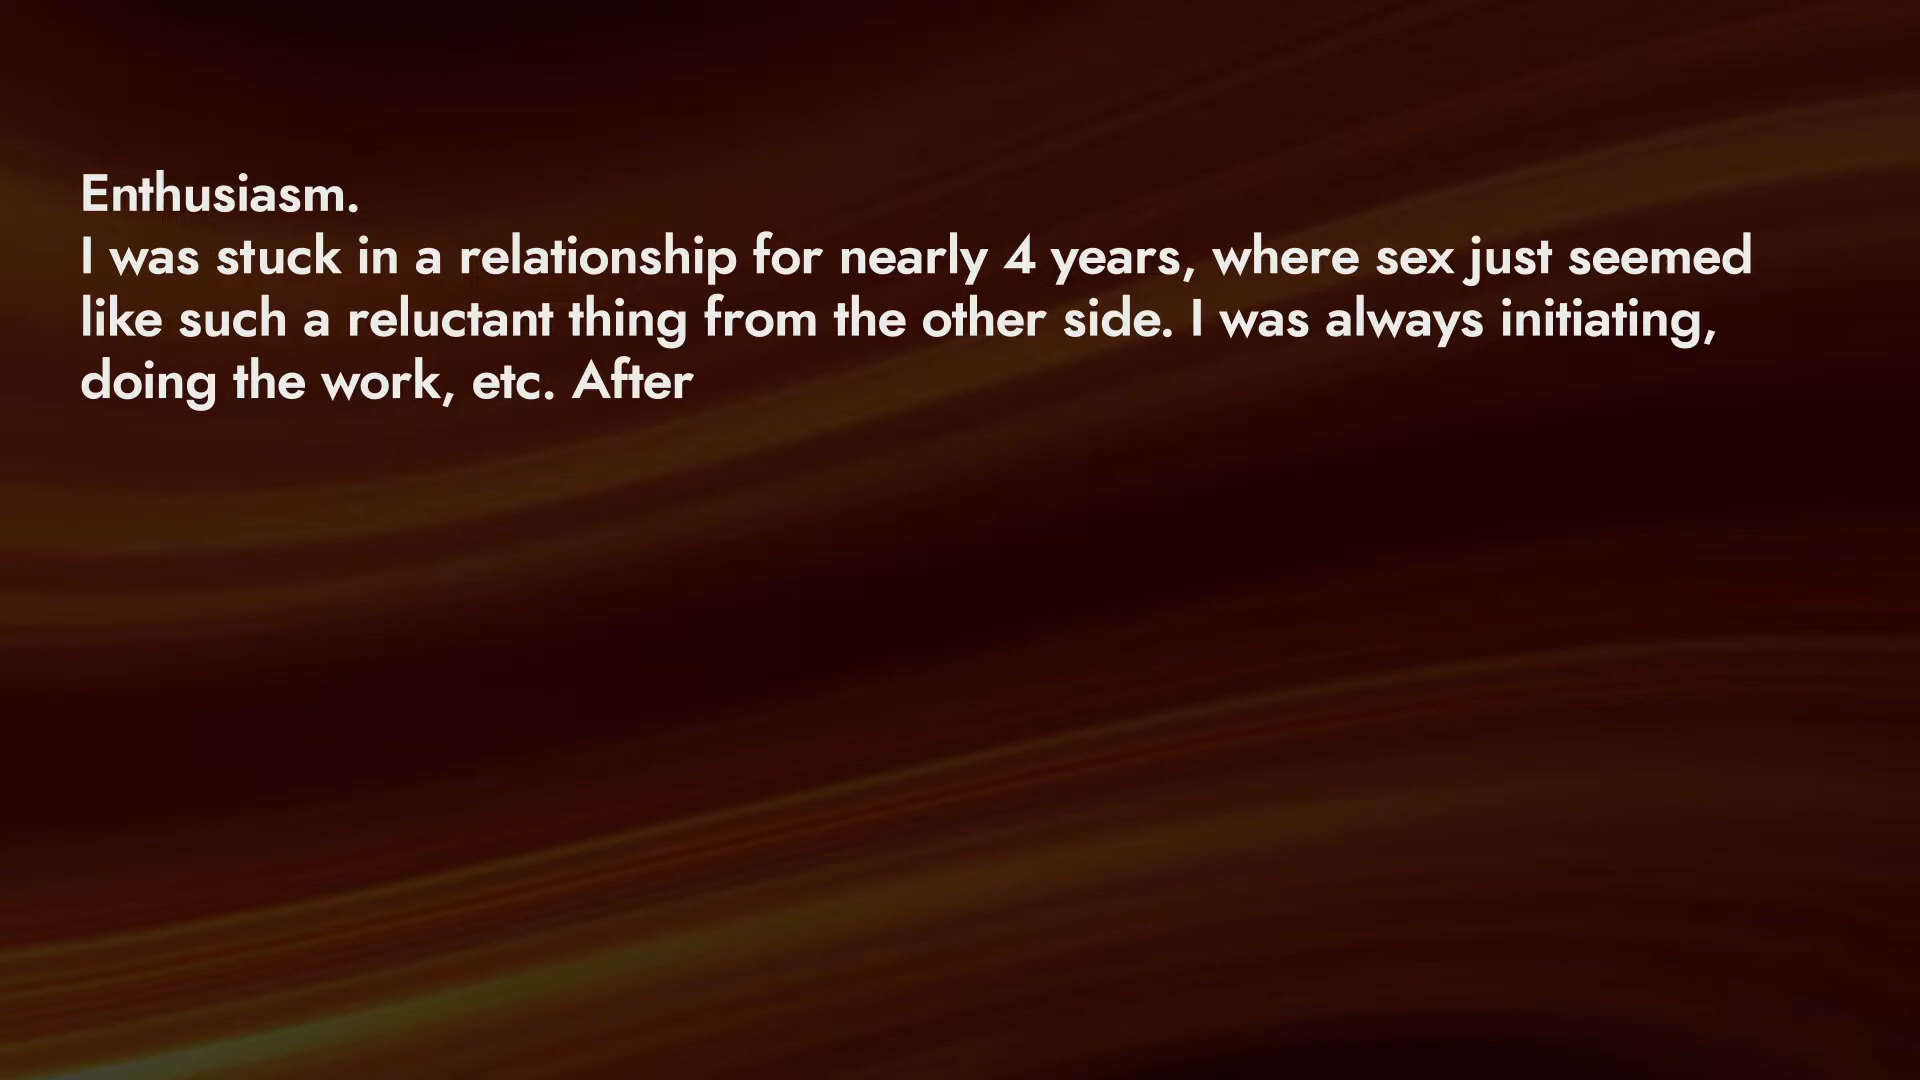 Enthusiasm.
I was stuck in a relationship for nearly 4 years, where sex just seemed
like such a reluctant thing from the other side. I was always initiating,
doing the work, etc. After